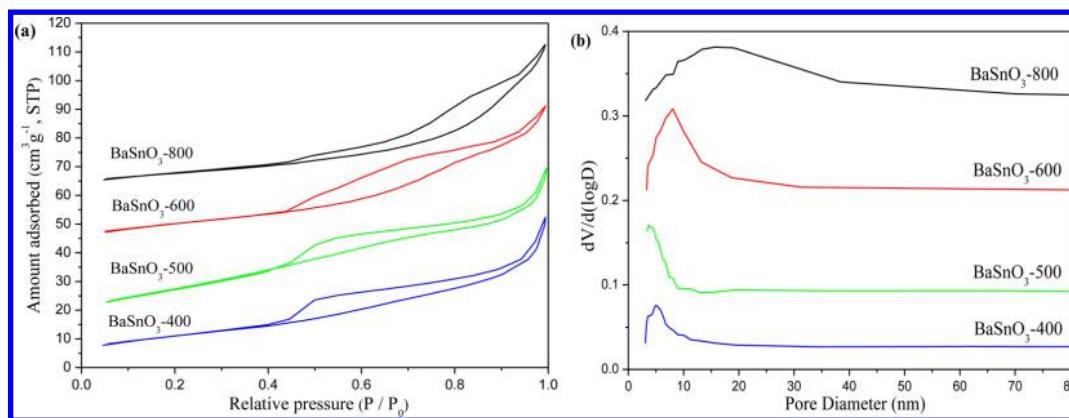 (a)
120
110
100
90
80
70
60
50
40
30
20
10
0
Amount adsorbed (cm³g⁻¹, STP)
BaSnO₃-800
BaSnO₃-600
BaSnO₃-500
BaSnO₃-400
0.0 0.2 0.4 0.6 0.8 1.0
Relative pressure (P / P₀)
(b)
0.4
0.3
0.2
0.1
0.0
dV/d(logD)
BaSnO₃-800
BaSnO₃-600
BaSnO₃-500
BaSnO₃-400
0 10 20 30 40 50 60 70 80
Pore Diameter (nm)